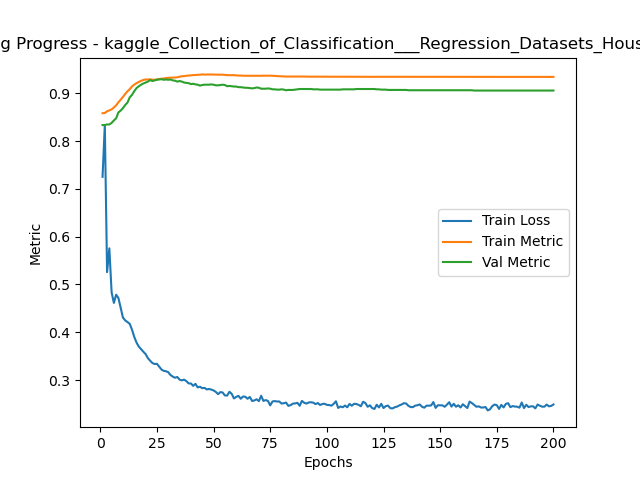 g Progress - kaggle_Collection_of_Classification___Regression_Datasets_Hous
0.9
0.8
0.7
0.6
0.5
0.4
0.3
Metric
Train Loss
Train Metric
Val Metric
0 25 50 75 100 125 150 175 200
Epochs